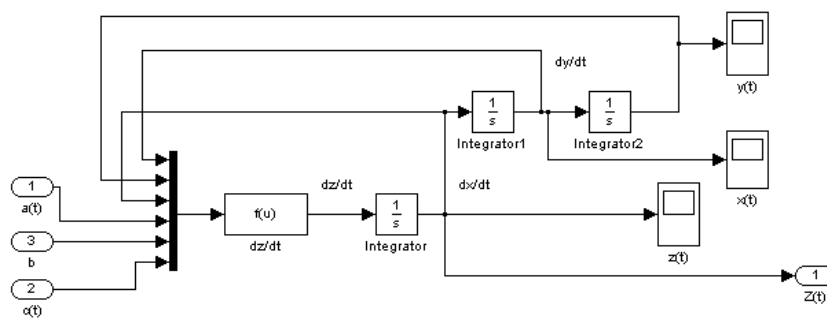 y(t)
dy/dt
1
s
Integrator1
1
s
Integrator2
x(t)
1
a(t)
3
b
2
c(t)
f(u)
dz/dt
dz/dt
1
s
Integrator
dx/dt
z(t)
1
Z(t)